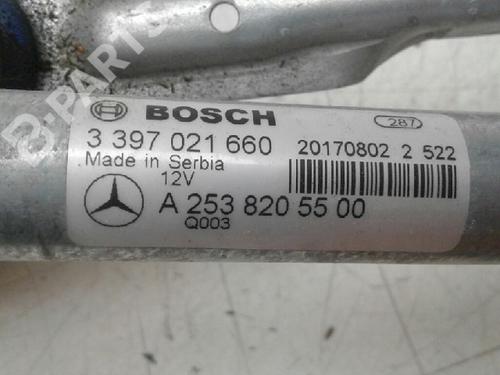 B-PARTS
BOSCH
287
3 397 021 660
20170802 2 522
Made in Serbia
12V
A 253 820 55 00
Q003